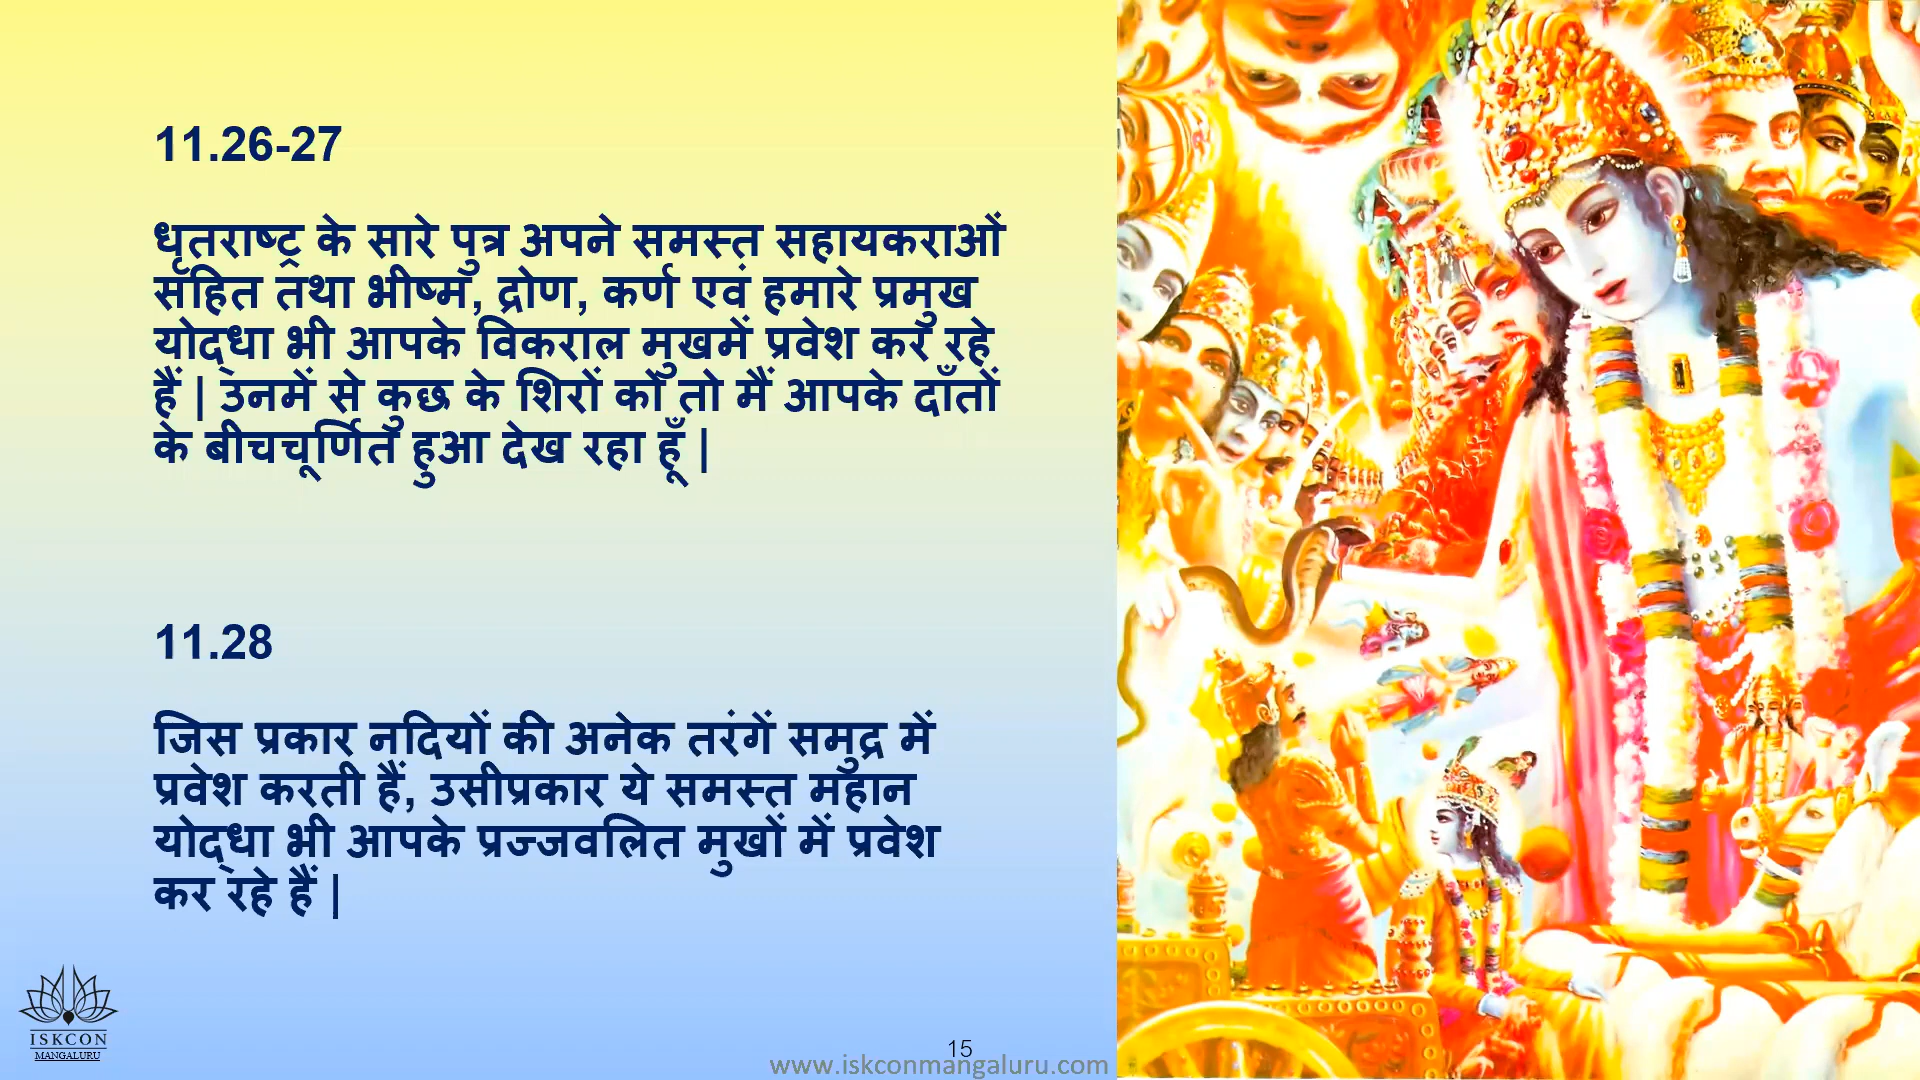 11.26-27
धृतराष्ट्र के सारे पुत्र अपने समस्त सहायकराओं
सहित तथा भीष्म, द्रोण, कर्ण एवं हमारे प्रमुख
योद्धा भी आपके विकराल मुखमें प्रवेश कर रहे
हैं | उनमें से कुछ के शिरों को तो मैं आपके दाँतों
के बीचचूर्णित हुआ देख रहा हूँ |
11.28
जिस प्रकार नदियों की अनेक तरंगें समुद्र में
प्रवेश करती हैं, उसीप्रकार ये समस्त महान
योद्धा भी आपके प्रज्जवलित मुखों में प्रवेश
कर रहे हैं |
ISKCON
MANGALURU
15
www.iskconmangaluru.com